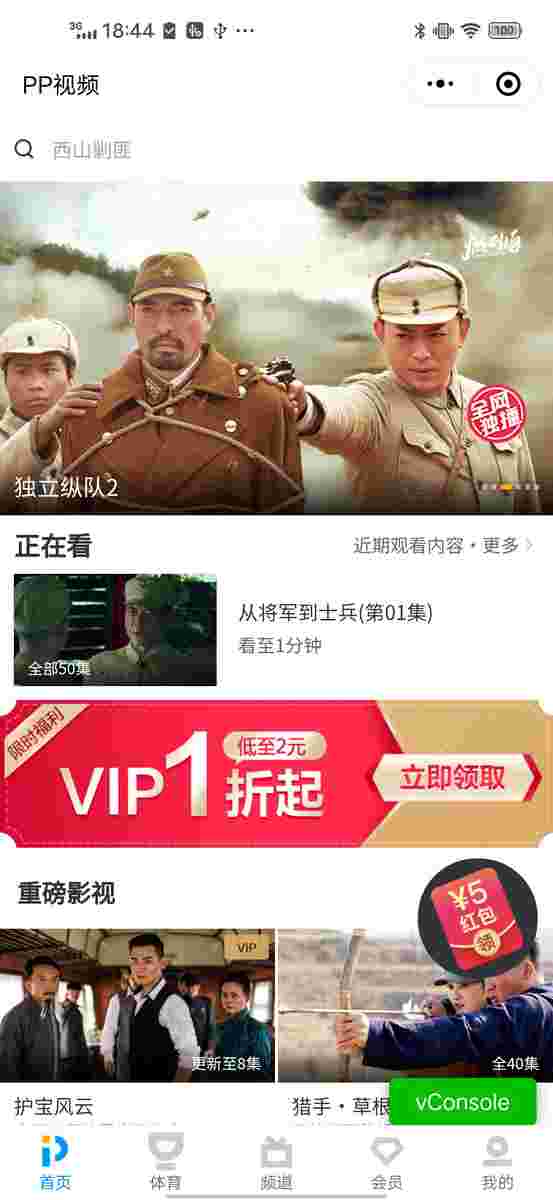 3G 18:44 100
PP视频
西山剿匪
全网
独播
独立纵队2
正在看
近期观看内容·更多
从将军到士兵(第01集)
看至1分钟
全部50集
限时福利
VIP1折起
低至2元
立即领取
重磅影视
¥5
红包
领
VIP
更新至8集
全40集
护宝风云
猎手·草根
vConsole
首页
体育
频道
会员
我的